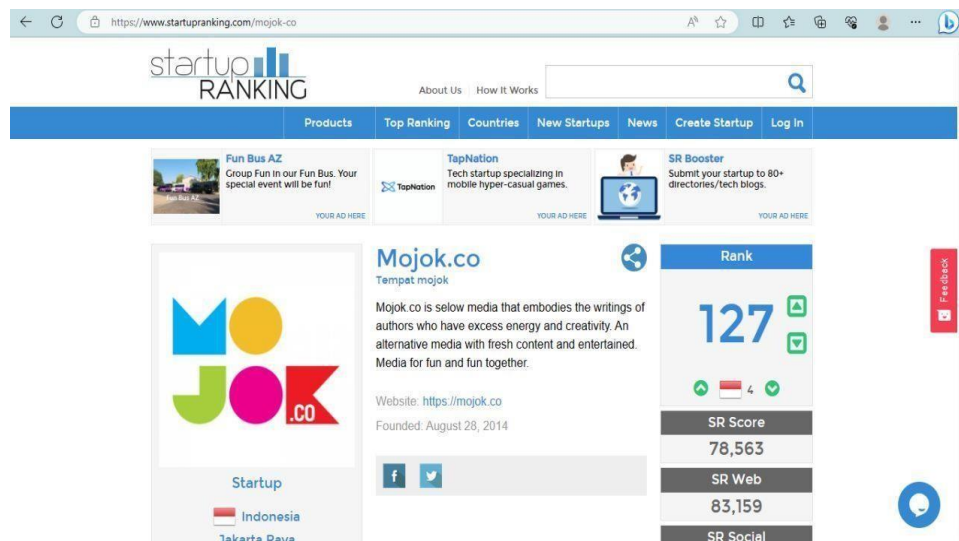 https://www.startupranking.com/mojok-co
startup
RANKING
About Us How It Works
Products Top Ranking Countries New Startups News Create Startup Log In
Fun Bus AZ
Group Fun in our Fun Bus. Your
special event will be fun!
YOUR AD HERE
Fun Bus AZ
TapNation
TapNation
Tech startup specializing in
mobile hyper-casual games.
YOUR AD HERE
SR Booster
Submit your startup to 80+
directories/tech blogs.
YOUR AD HERE
MOJOK
.CO
Startup
Indonesia
Jakarta Raya
Mojok.co
Tempat mojok
Mojok.co is selow media that embodies the writings of
authors who have excess energy and creativity. An
alternative media with fresh content and entertained.
Media for fun and fun together.
Website: https://mojok.co
Founded: August 28, 2014
Rank
127
4
SR Score
78,563
SR Web
83,159
SR Social
Feedback